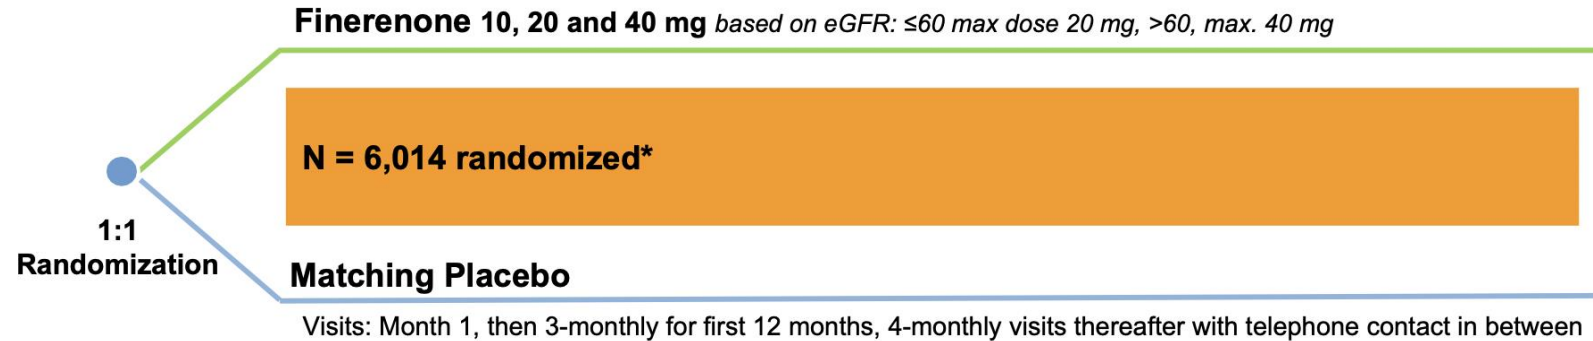 Finerenone 10, 20 and 40 mg based on eGFR: ≤60 max dose 20 mg, >60, max. 40 mg
N = 6,014 randomized*
1:1
Randomization
Matching Placebo
Visits: Month 1, then 3-monthly for first 12 months, 4-monthly visits thereafter with telephone contact in between